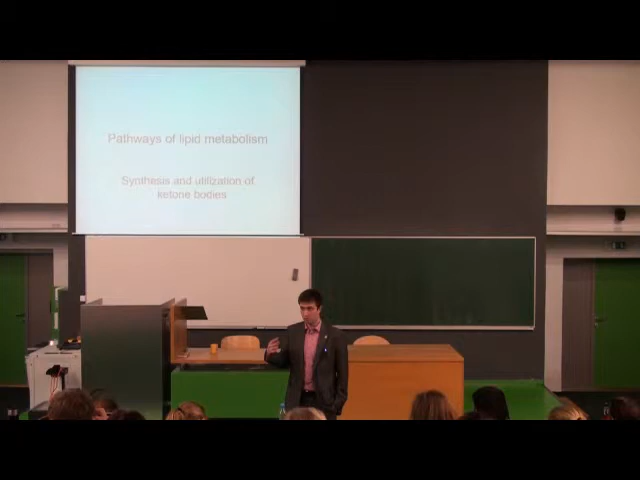 Pathways of lipid metabolism
Synthesis and utilization of
ketone bodies